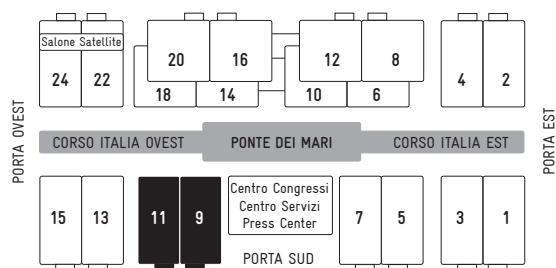 Salone Satellite
24 22
20 16
18 14
12 8
10 6
4 2
PORTA OVEST
CORSO ITALIA OVEST
PONTE DEI MARI
CORSO ITALIA EST
PORTA EST
15 13
11 9
Centro Congressi
Centro Servizi
Press Center
7 5
3 1
PORTA SUD